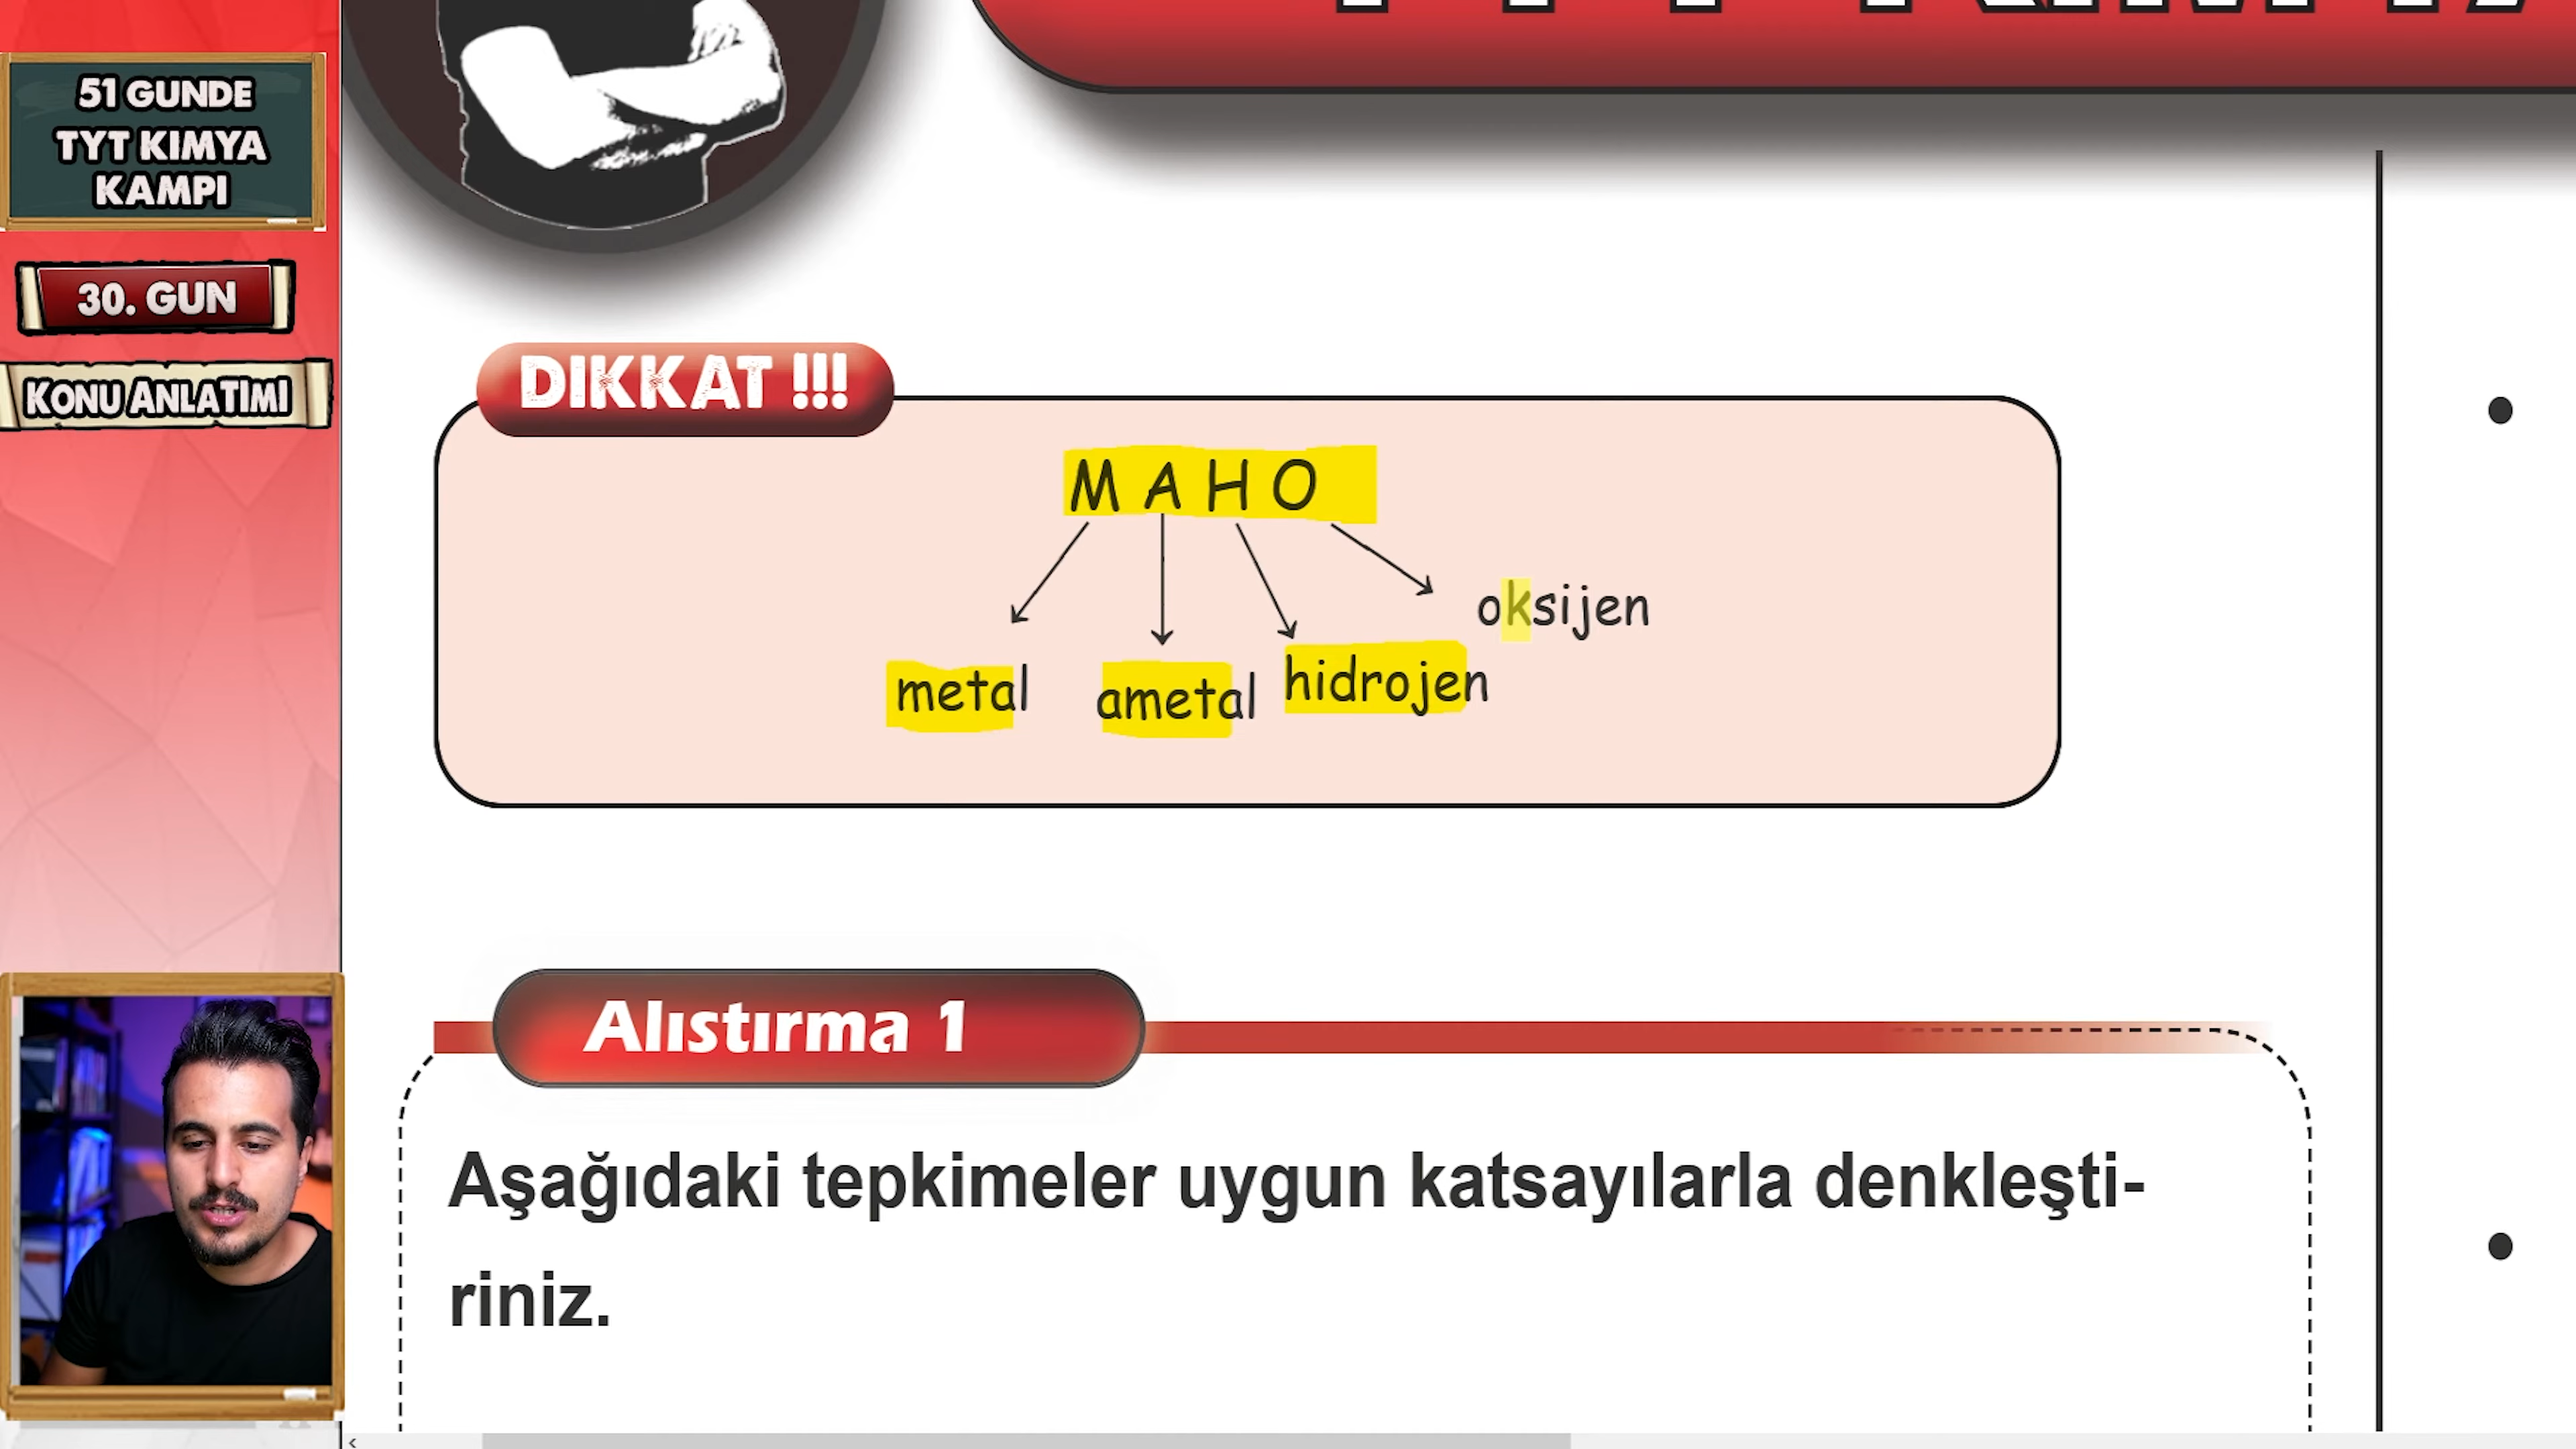 51 GUNDE
TYT KIMYA
KAMPI
30. GUN
KONU ANLATIMI
DIKKAT !!!
M A H O
oksijen
metal ametal hidrojen
Alıstırma 1
Aşağıdaki tepkimeler uygun katsayılarla denkleşti-
riniz.